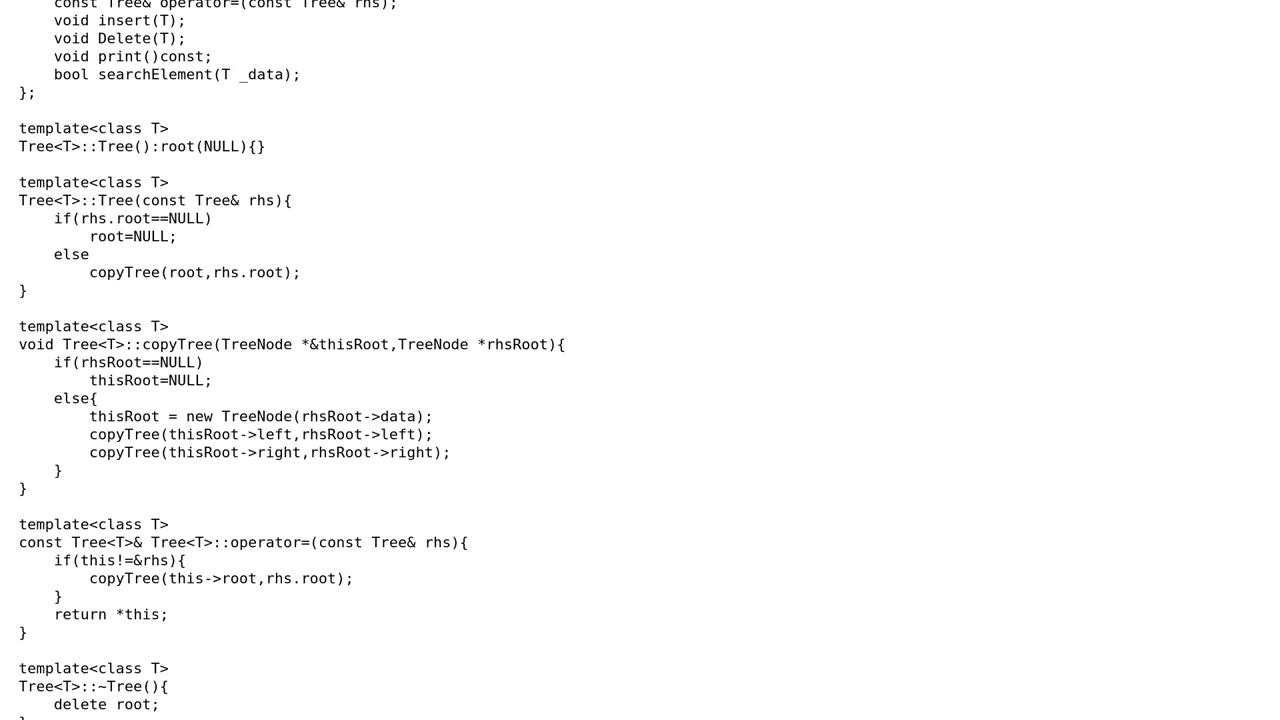 const Tree& operator=(const Tree& rhs);
    void insert(T);
    void Delete(T);
    void print()const;
    bool searchElement(T _data);
};

template<class T>
Tree<T>::Tree():root(NULL){}

template<class T>
Tree<T>::Tree(const Tree& rhs){
    if(rhs.root==NULL)
        root=NULL;
    else
        copyTree(root,rhs.root);
}

template<class T>
void Tree<T>::copyTree(TreeNode *&thisRoot,TreeNode *rhsRoot){
    if(rhsRoot==NULL)
        thisRoot=NULL;
    else{
        thisRoot = new TreeNode(rhsRoot->data);
        copyTree(thisRoot->left,rhsRoot->left);
        copyTree(thisRoot->right,rhsRoot->right);
    }
}

template<class T>
const Tree<T>& Tree<T>::operator=(const Tree& rhs){
    if(this!=&rhs){
        copyTree(this->root,rhs.root);
    }
    return *this;
}

template<class T>
Tree<T>::~Tree(){
    delete root;
}